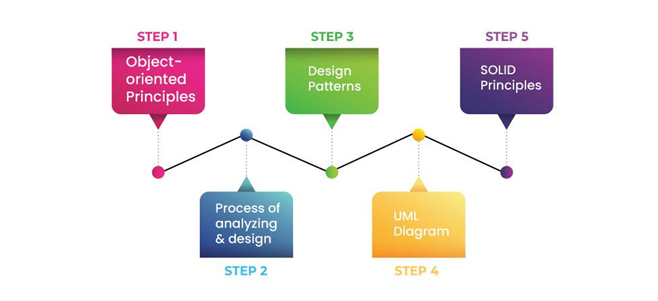 STEP 1
Object-
oriented
Principles
Process of
analyzing
& design
STEP 2
STEP 3
Design
Patterns
UML
Diagram
STEP 4
STEP 5
SOLID
Principles